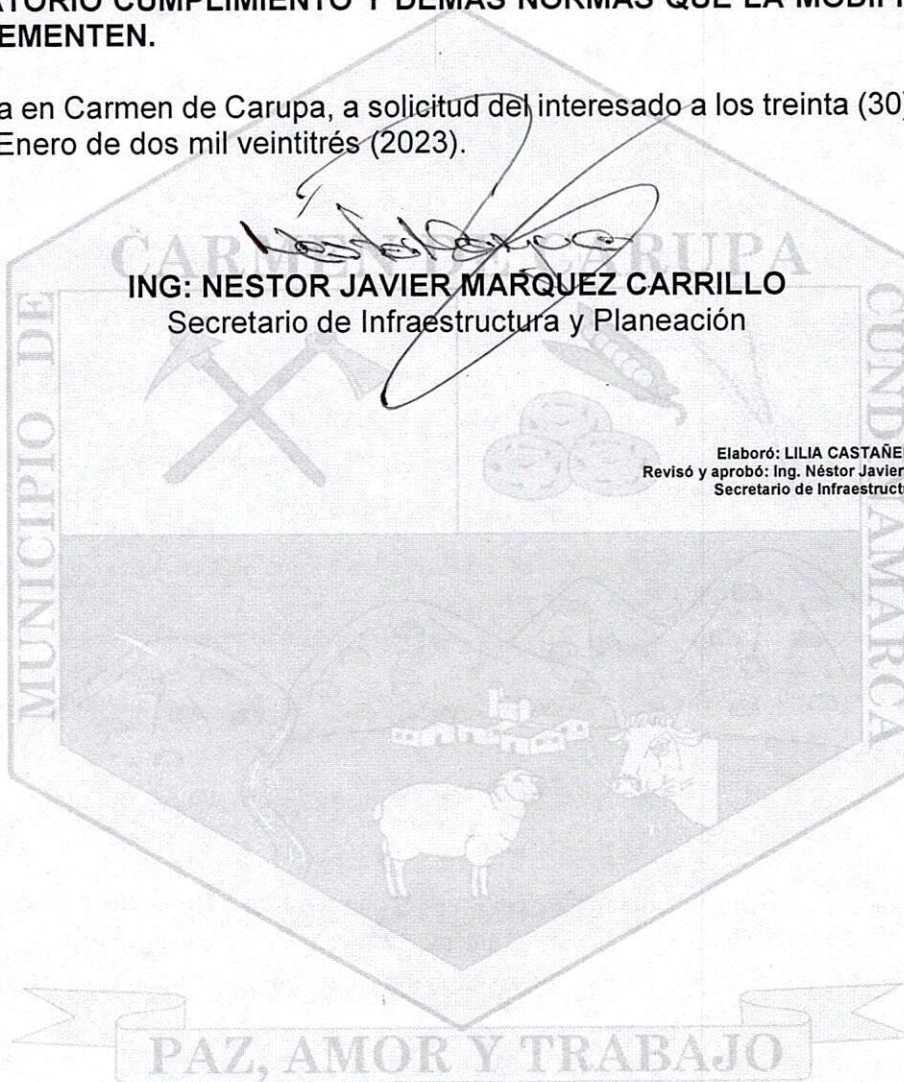 ATORIO CUMPLIMIENTO Y DEMÁS NORMAS QUE LA MODIFI
EMENTEN.
a en Carmen de Carupa, a solicitud del interesado a los treinta (30)
Enero de dos mil veintitrés (2023).
CARMEN DE CARUPA
ING: NESTOR JAVIER MARQUEZ CARRILLO
Secretario de Infraestructura y Planeación
MUNICIPIO DE
CUNDINAMARCA
Elaboró: LILIA CASTAÑE
Revisó y aprobó: Ing. Néstor Javier
Secretario de Infraestruct
PAZ, AMOR Y TRABAJO